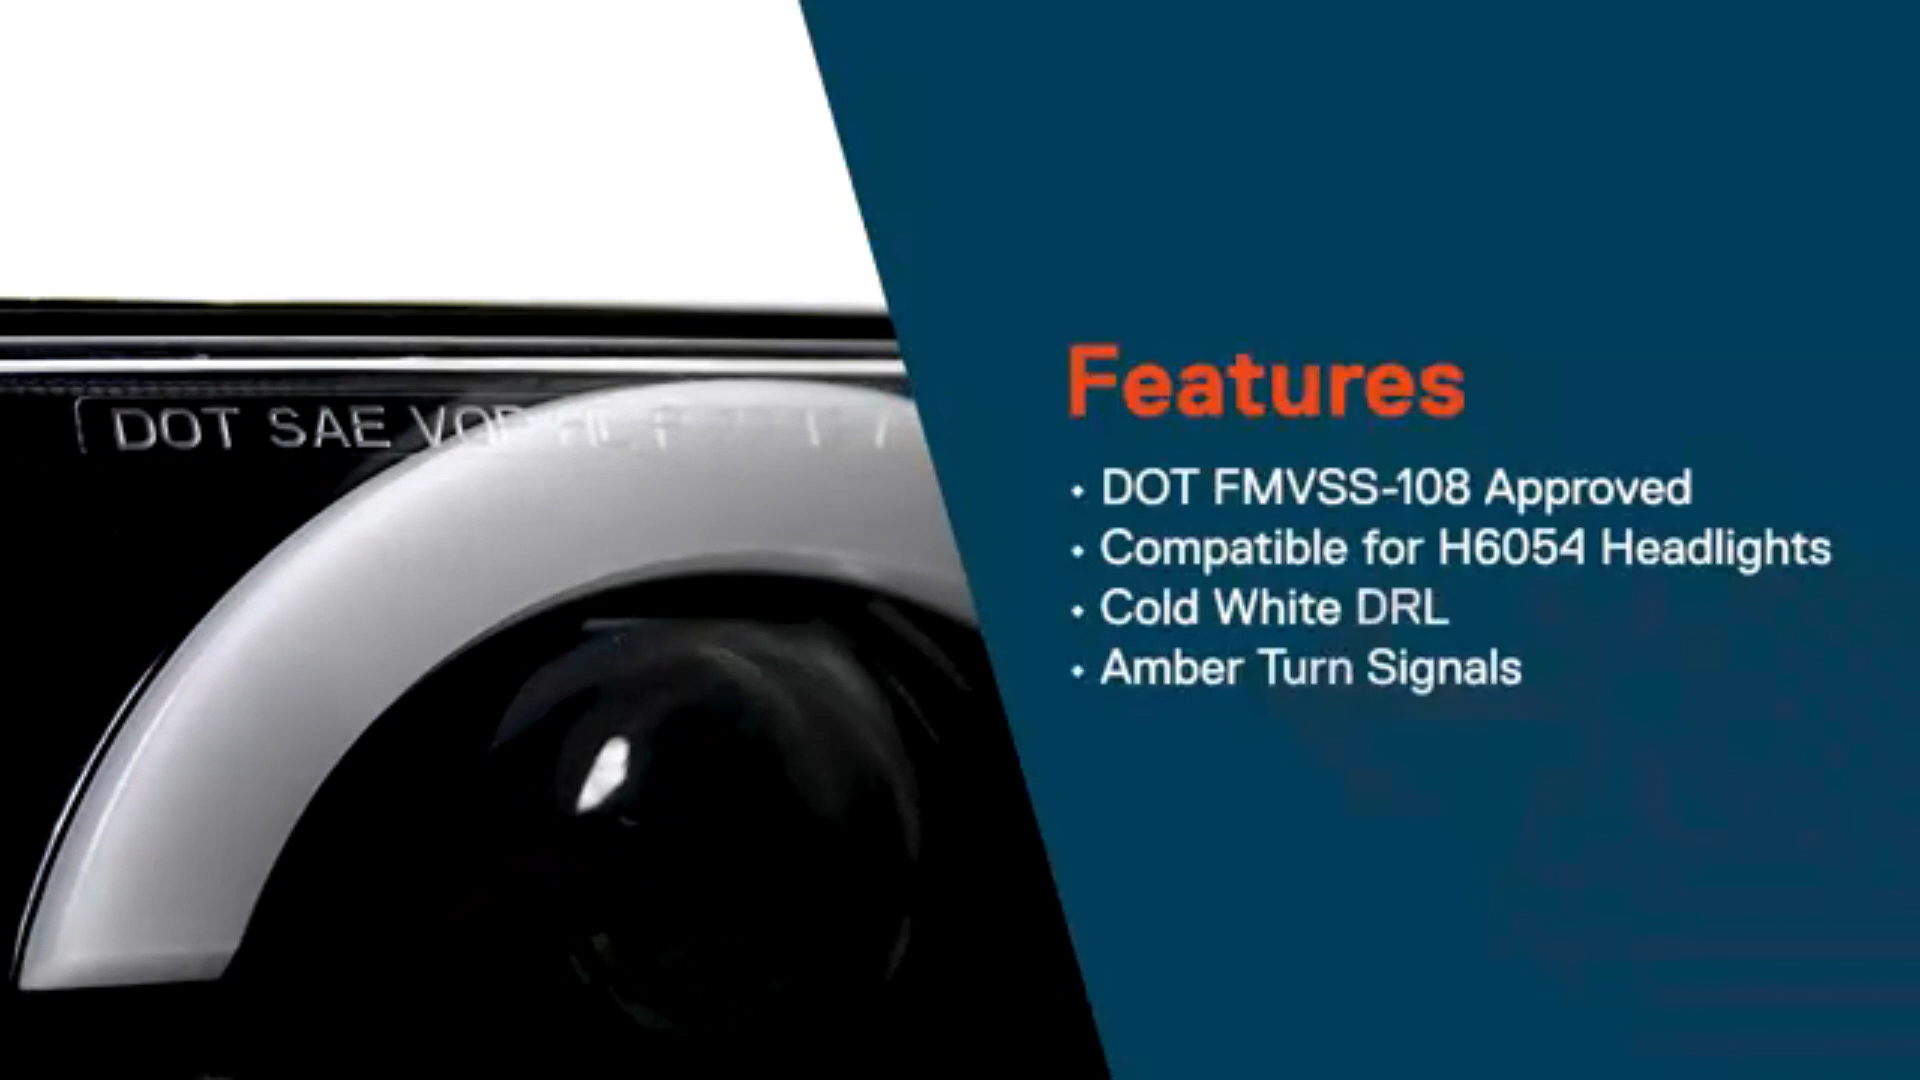 DOT SAE
Features
• DOT FMVSS-108 Approved
• Compatible for H6054 Headlights
• Cold White DRL
• Amber Turn Signals